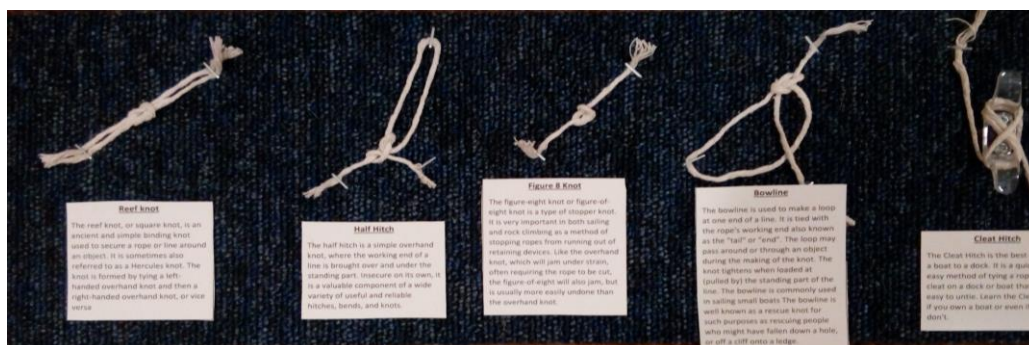 Reef knot
The reef knot, or square knot, is an
ancient and simple binding knot
used to secure a rope or line around
an object. It is sometimes also
referred to as a Hercules knot. The
knot is formed by tying a left-
handed overhand knot and then a
right-handed overhand knot, or vice
versa
Half Hitch
The half hitch is a simple overhand
knot, where the working end of a
line is brought over and under the
standing part. Insecure on its own, it
is a valuable component of a wide
variety of useful and reliable
hitches, bends, and knots.
Figure 8 Knot
The figure-eight knot or figure-of-
eight knot is a type of stopper knot.
It is very important in both sailing
and rock climbing as a method of
stopping ropes from running out of
retaining devices. Like the overhand
knot, which will jam under strain,
often requiring the rope to be cut,
the figure-of-eight will also jam, but
is usually more easily undone than
the overhand knot.
Bowline
The bowline is used to make a loop
at one end of a line. It is tied with
the rope's working end also known
as the "tail" or "end". The loop may
pass around or through an object
during the making of the knot. The
knot tightens when loaded at
(pulled by) the standing part of the
line. The bowline is commonly used
in sailing small boats The bowline is
well known as a rescue knot for
such purposes as rescuing people
who might have fallen down a hole,
or off a cliff onto a ledge.
Cleat Hitch
The Cleat Hitch is the best
a boat to a dock. It is a
easy method of tying a
cleat on a dock or boat
easy to untie. Learn the
if you own a boat or even
don't.